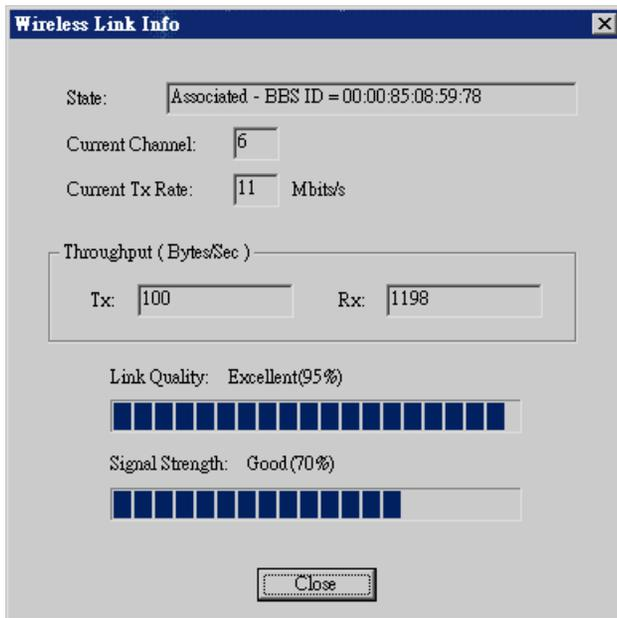 Wireless Link Info
State: Associated - BBS ID = 00:00:85:08:59:78
Current Channel: 6
Current Tx Rate: 11 Mbits/s
Throughput ( Bytes/Sec )
Tx: 100 Rx: 1198
Link Quality: Excellent(95%)
Signal Strength: Good(70%)
Close